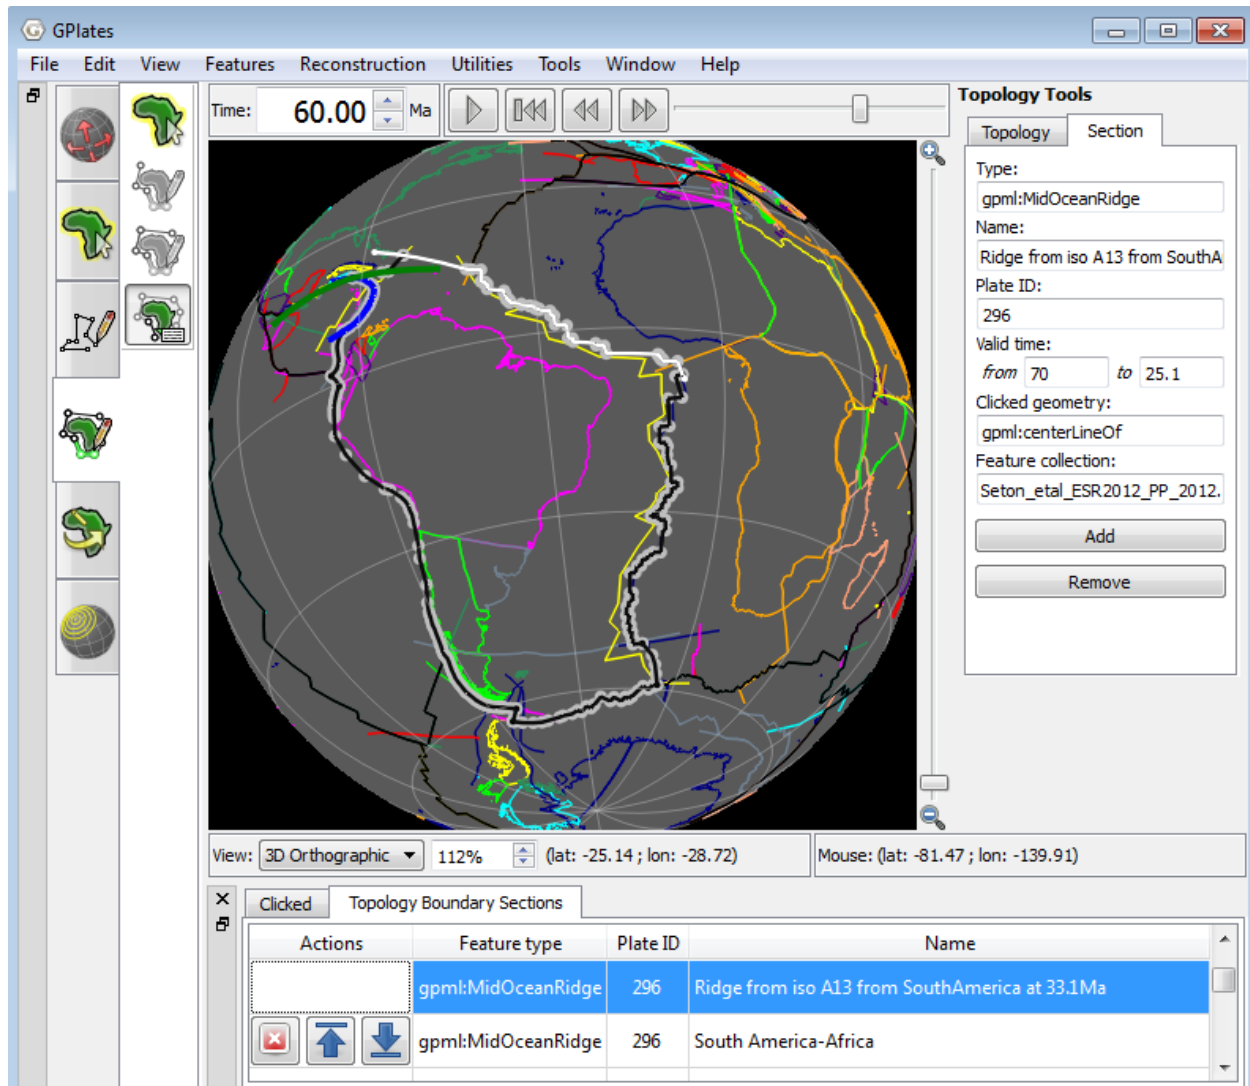 GPlates
File Edit View Features Reconstruction Utilities Tools Window Help
Time: 60.00 Ma
Topology Tools
Topology Section
Type:
gpml:MidOceanRidge
Name:
Ridge from iso A13 from SouthA
Plate ID:
296
Valid time:
from 70 to 25.1
Clicked geometry:
gpml:centerLineOf
Feature collection:
Seton_etal_ESR2012_PP_2012.
Add
Remove
View: 3D Orthographic 112% (lat: -25.14 ; lon: -28.72) Mouse: (lat: -81.47 ; lon: -139.91)
Clicked Topology Boundary Sections
Actions Feature type Plate ID Name
gpml:MidOceanRidge 296 Ridge from iso A13 from SouthAmerica at 33.1Ma
gpml:MidOceanRidge 296 South America-Africa